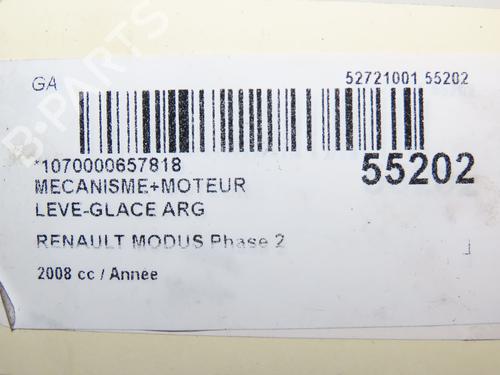 GA
52721001 55202
*1070000657818
55202
MECANISME+MOTEUR
LEVE-GLACE ARG
RENAULT MODUS Phase 2
2008 cc / Annee
B-PARTS